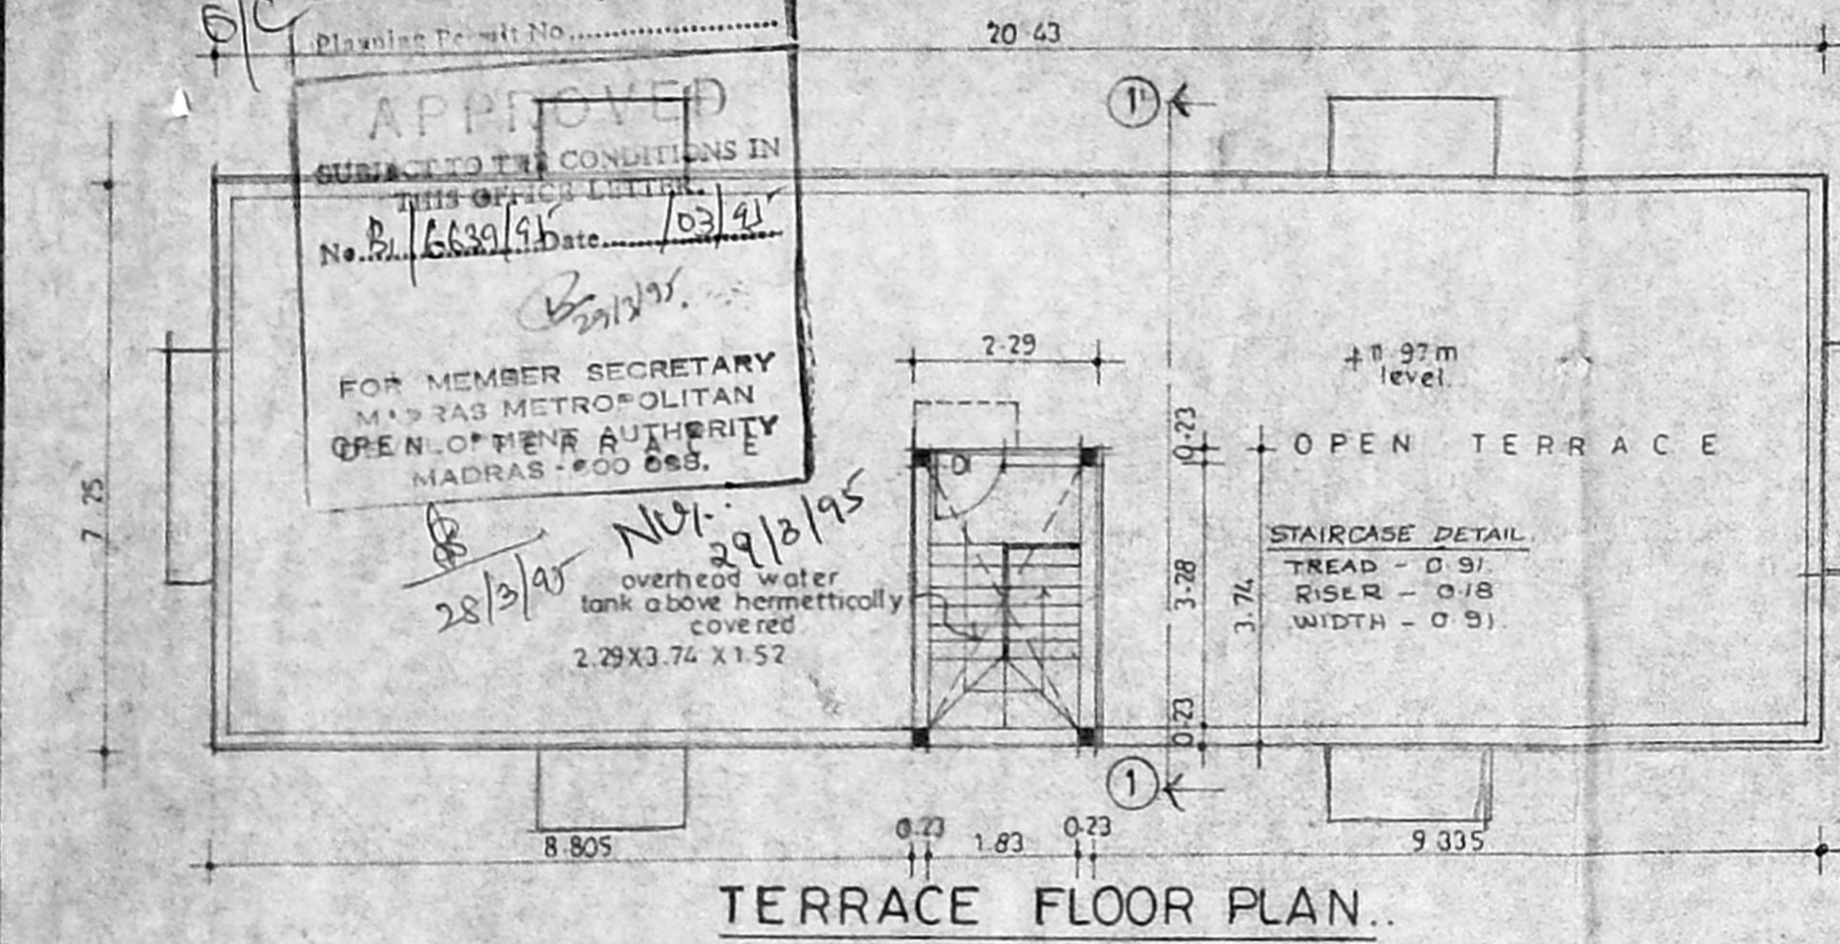 6/C
Planning Permit No..............................
20.43
APPROVED
SUBJECT TO THE CONDITIONS IN
THIS OFFICE LETTER.
No. B1/6639/95 Date........./03/95
29/3/95.
FOR MEMBER SECRETARY
MADRAS METROPOLITAN
DEVELOPMENT AUTHORITY
OPEN TERRACE
MADRAS - 600 008.
28/3/95
29/3/95
1'
2.29
97m
level.
OPEN TERRACE
D
7.25
0.23
3.28
0.23
3.74
STAIRCASE DETAIL.
TREAD - 0.91.
RISER - 0.18
WIDTH - 0.91.
overhead water
tank above hermettically
covered
2.29X3.74 X1.52
1
8.805
0.23
1.83
0.23
9.335
TERRACE FLOOR PLAN..